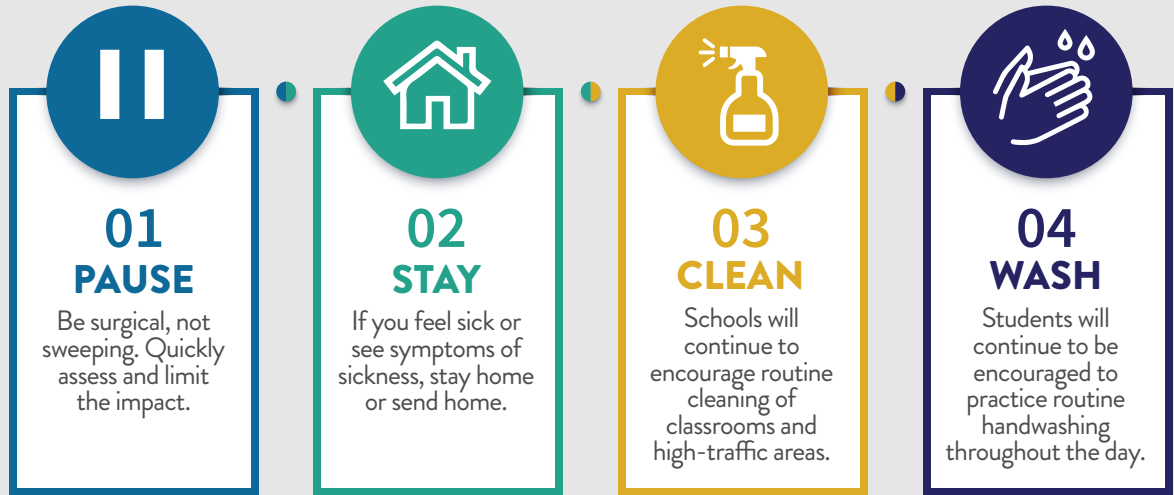 01
PAUSE
Be surgical, not
sweeping. Quickly
assess and limit
the impact.
02
STAY
If you feel sick or
see symptoms of
sickness, stay home
or send home.
03
CLEAN
Schools will
continue to
encourage routine
cleaning of
classrooms and
high-traffic areas.
04
WASH
Students will
continue to be
encouraged to
practice routine
handwashing
throughout the day.